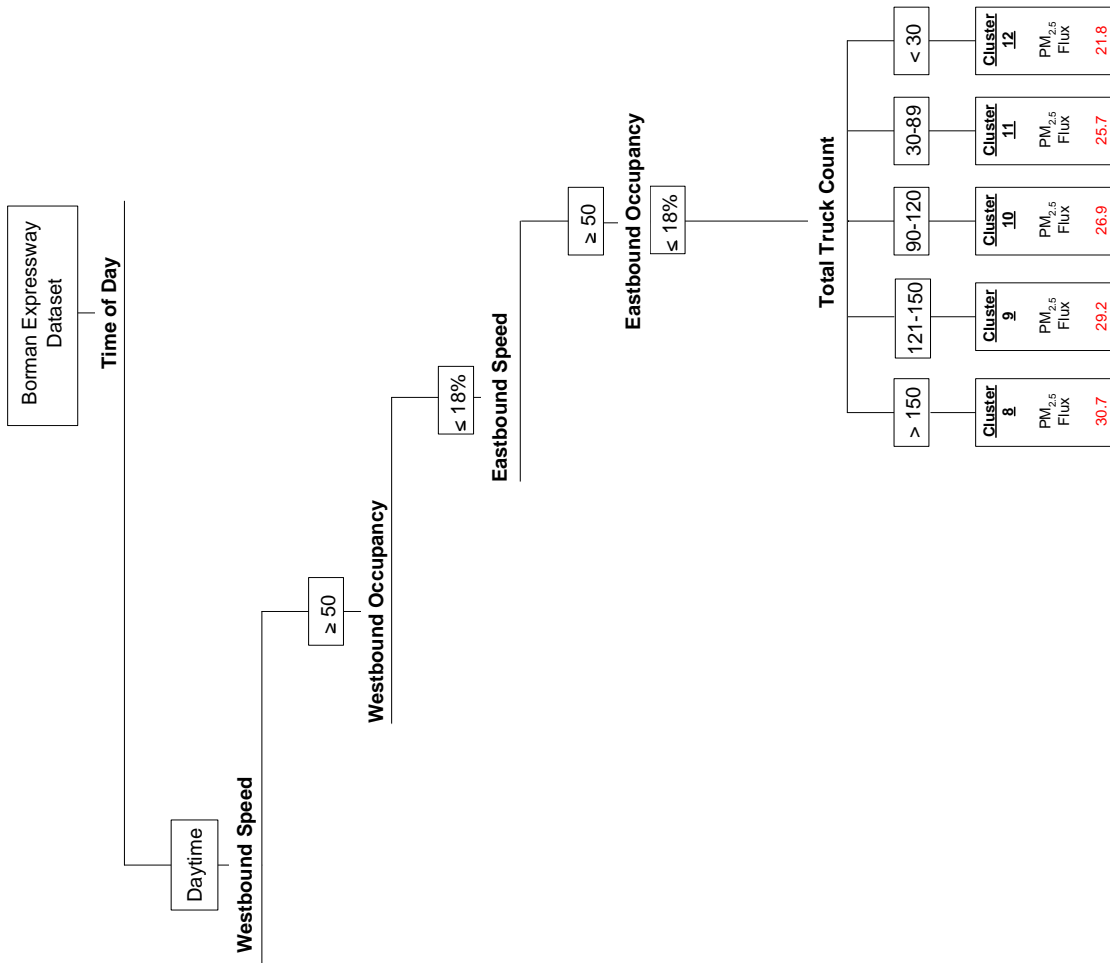 Borman Expressway
Dataset
Time of Day
Daytime
Westbound Speed
≥ 50
Westbound Occupancy
≤ 18%
Eastbound Speed
≥ 50
Eastbound Occupancy
≤ 18%
Total Truck Count
> 150
121-150
90-120
30-89
< 30
Cluster
8
PM2.5
Flux
30.7
Cluster
9
PM2.5
Flux
29.2
Cluster
10
PM2.5
Flux
26.9
Cluster
11
PM2.5
Flux
25.7
Cluster
12
PM2.5
Flux
21.8